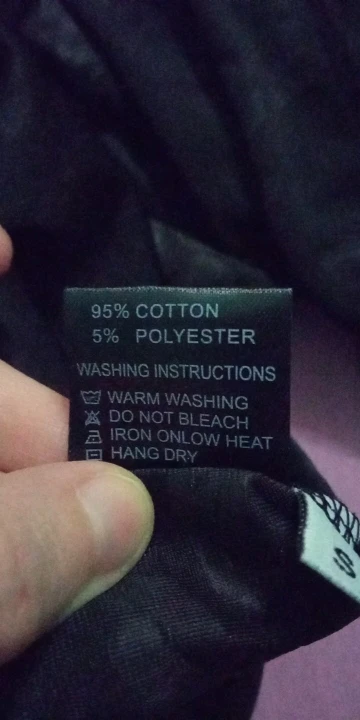 95% COTTON
5% POLYESTER
WASHING INSTRUCTIONS
WARM WASHING
DO NOT BLEACH
IRON ONLOW HEAT
HANG DRY
S